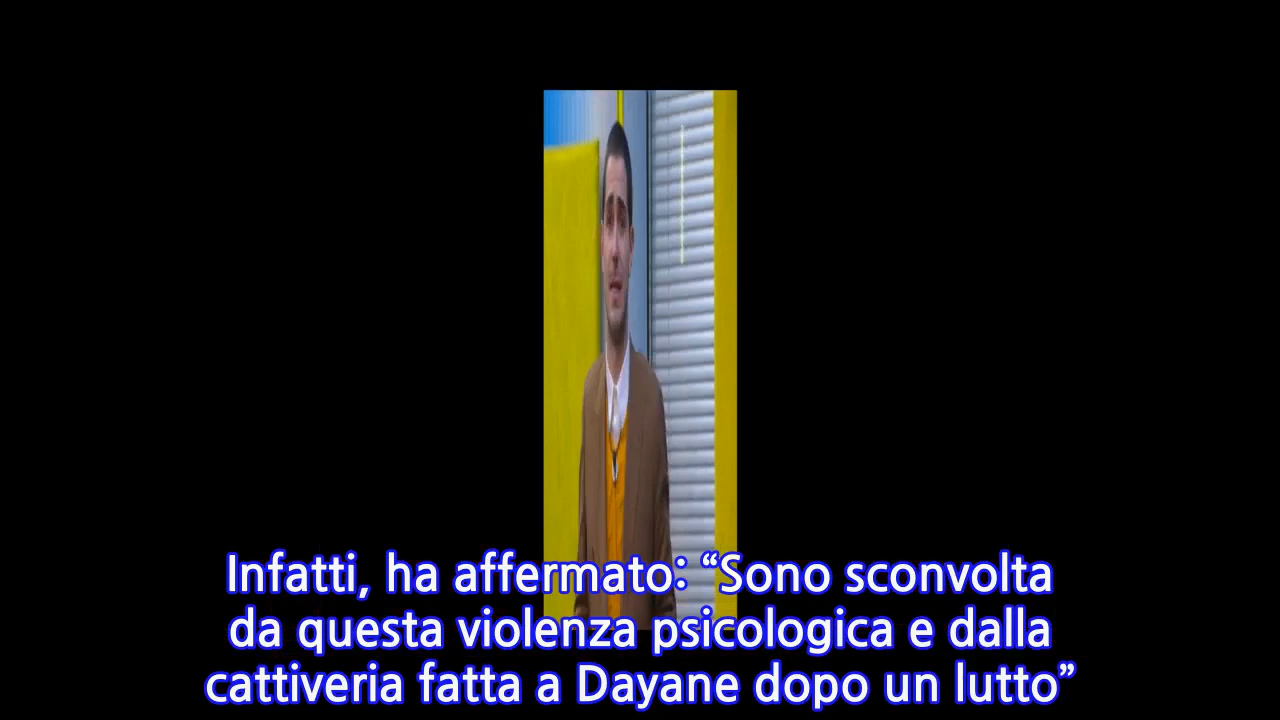 Infatti, ha affermato: “Sono sconvolta
da questa violenza psicologica e dalla
cattiveria fatta a Dayane dopo un lutto”